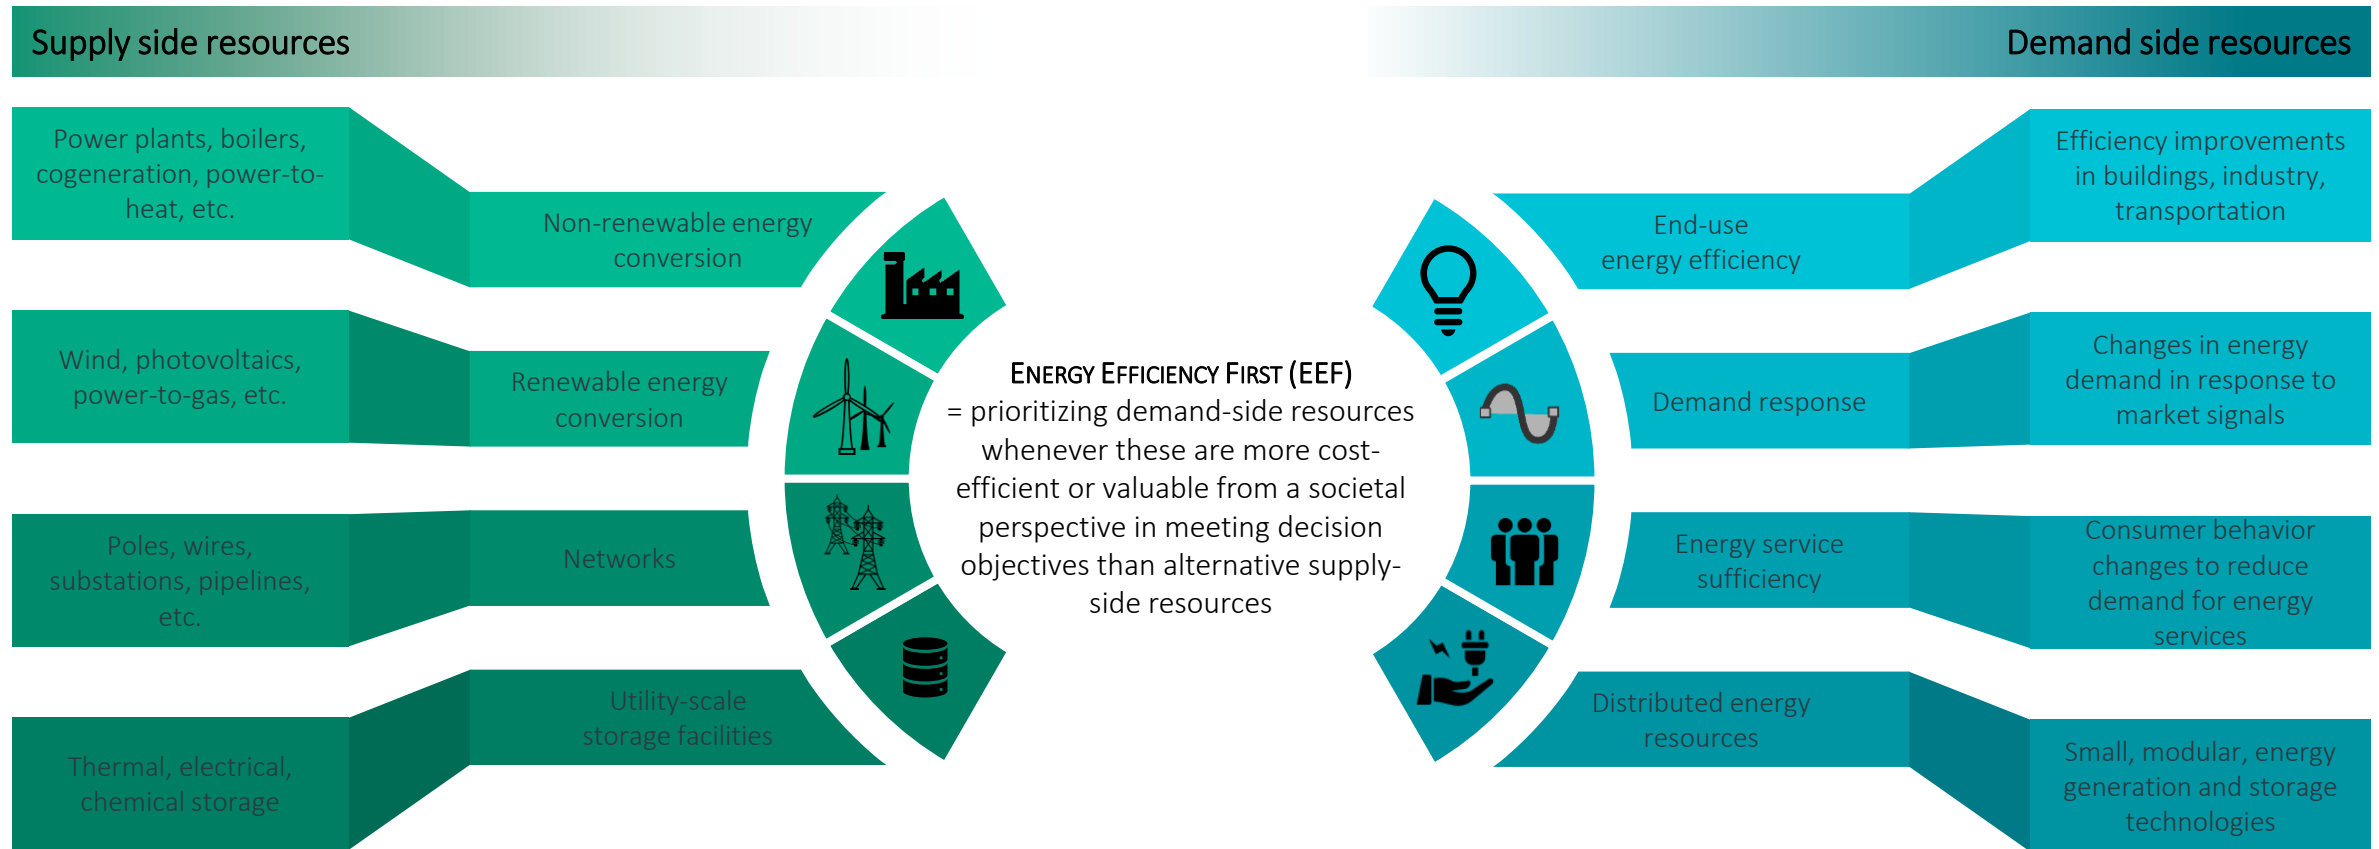 Supply side resources
Demand side resources
Power plants, boilers,
cogeneration, power-to-
heat, etc.
Non-renewable energy
conversion
Wind, photovoltaics,
power-to-gas, etc.
Renewable energy
conversion
Poles, wires,
substations, pipelines,
etc.
Networks
Thermal, electrical,
chemical storage
Utility-scale
storage facilities
ENERGY EFFICIENCY FIRST (EEF)
= prioritizing demand-side resources
whenever these are more cost-
efficient or valuable from a societal
perspective in meeting decision
objectives than alternative supply-
side resources
End-use
energy efficiency
Efficiency improvements
in buildings, industry,
transportation
Demand response
Changes in energy
demand in response to
market signals
Energy service
sufficiency
Consumer behavior
changes to reduce
demand for energy
services
Distributed energy
resources
Small, modular, energy
generation and storage
technologies